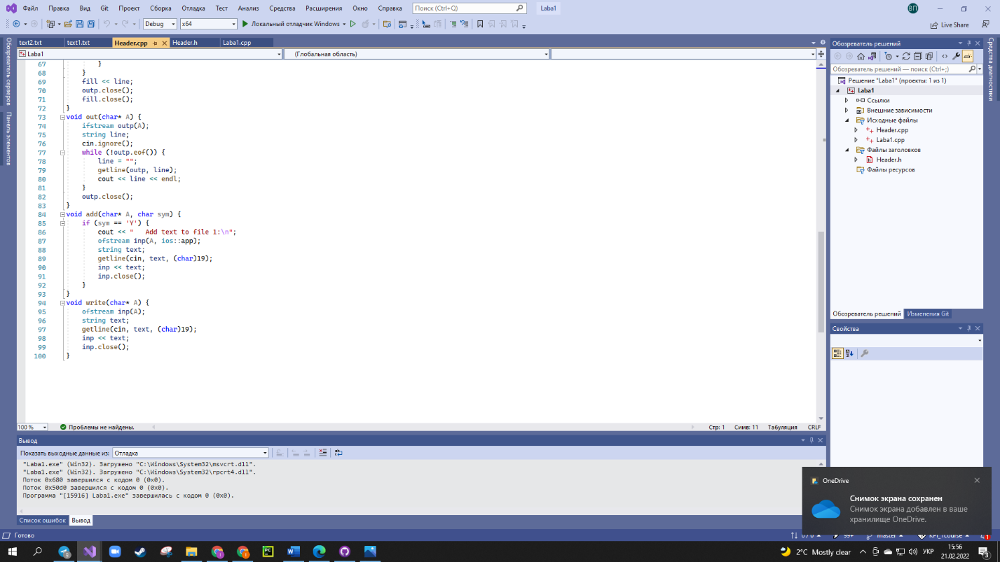 Файл Правка Вид Git Проект Сборка Отладка Тест Анализ Средства Расширения Окно Справка Поиск (Ctrl+Q) Laba1 ВП
Debug x64 Локальный отладчик Windows Live Share
Обозреватель серверов
Панель элементов
text2.txt text1.txt Header.cpp Header.h Laba1.cpp
Laba1 (Глобальная область)
67 }
68 }
69 fill << line;
70 outp.close();
71 fill.close();
72 }
73 void out(char* A) {
74 ifstream outp(A);
75 string line;
76 cin.ignore();
77 while (!outp.eof()) {
78 line = "";
79 getline(outp, line);
80 cout << line << endl;
81 }
82 outp.close();
83 }
84 void add(char* A, char sym) {
85 if (sym == 'Y') {
86 cout << "   Add text to file 1:\n";
87 ofstream inp(A, ios::app);
88 string text;
89 getline(cin, text, (char)19);
90 inp << text;
91 inp.close();
92 }
93 }
94 void write(char* A) {
95 ofstream inp(A);
96 string text;
97 getline(cin, text, (char)19);
98 inp << text;
99 inp.close();
100 }
100 % Проблемы не найдены. Стр: 1 Симв: 11 Табуляция CRLF
Вывод
Показать выходные данные из: Отладка
"Laba1.exe" (Win32). Загружено "C:\Windows\System32\msvcrt.dll".
"Laba1.exe" (Win32). Загружено "C:\Windows\System32\rpcrt4.dll".
Поток 0x680 завершился с кодом 0 (0x0).
Поток 0x50d0 завершился с кодом 0 (0x0).
Программа "[15916] Laba1.exe" завершилась с кодом 0 (0x0).
Список ошибок Вывод
Обозреватель решений
Обозреватель решений — поиск (Ctrl+;)
Решение "Laba1" (проекты: 1 из 1)
Laba1
Ссылки
Внешние зависимости
Исходные файлы
Header.cpp
Laba1.cpp
Файлы заголовков
Header.h
Файлы ресурсов
Обозреватель решений Изменения Git
Свойства
Средства диагностики
OneDrive
Снимок экрана сохранен
Снимок экрана добавлен в ваше
хранилище OneDrive.
Готово 0 / 0 99+ master KPI_1course 1
2°C Mostly clear УКР 15:56
21.02.2022 3